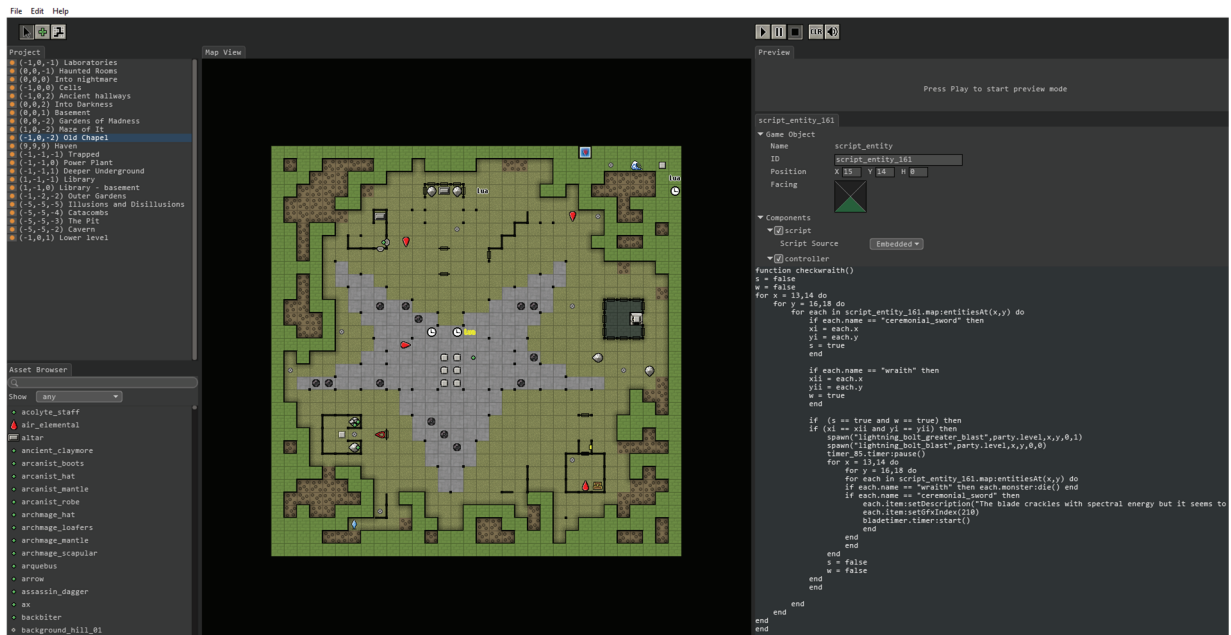 File Edit Help
CLR
Project
(-1,0,-1) Laboratories
(0,0,-1) Haunted Rooms
(0,0,0) Into nightmare
(-1,0,0) Cells
(-1,0,2) Ancient hallways
(0,0,2) Into Darkness
(0,0,1) Basement
(0,0,-2) Gardens of Madness
(1,0,-2) Maze of It
(-1,0,-2) Old Chapel
(9,9,9) Haven
(-1,-1,-1) Trapped
(-1,-1,0) Power Plant
(-1,-1,1) Deeper Underground
(1,-1,-1) Library
(1,-1,0) Library - basement
(-1,-2,-2) Outer Gardens
(-5,-5,-5) Illusions and Disillusions
(-5,-5,-4) Catacombs
(-5,-5,-3) The Pit
(-5,-5,-2) Cavern
(-1,0,1) Lower level
Asset Browser
Show any
acolyte_staff
air_elemental
altar
ancient_claymore
arcanist_boots
arcanist_hat
arcanist_mantle
arcanist_robe
archmage_hat
archmage_loafers
archmage_mantle
archmage_scapular
arquebus
arrow
assassin_dagger
ax
backbiter
background_hill_01
Map View
Lua
Lua
Lua
Preview
Press Play to start preview mode
script_entity_161
Game Object
Name script_entity
ID script_entity_161
Position X 15 Y 14 H 0
Facing
Components
script
Script Source Embedded
controller
function checkwraith()
s = false
w = false
for x = 13,14 do
for y = 16,18 do
for each in script_entity_161.map:entitiesAt(x,y) do
if each.name == "ceremonial_sword" then
xi = each.x
yi = each.y
s = true
end
if each.name == "wraith" then
xii = each.x
yii = each.y
w = true
end
if (s == true and w == true) then
if (xi == xii and yi == yii) then
spawn("lightning_bolt_greater_blast",party.level,x,y,0,1)
spawn("lightning_bolt_blast",party.level,x,y,0,0)
timer_85.timer:pause()
for x = 13,14 do
for y = 16,18 do
for each in script_entity_161.map:entitiesAt(x,y) do
if each.name == "wraith" then each.monster:die() end
if each.name == "ceremonial_sword" then
each.item:setDescription("The blade crackles with spectral energy but it seems to
each.item:setGfxIndex(210)
bladetimer.timer:start()
end
end
end
end
s = false
w = false
end
end
end
end
end
end